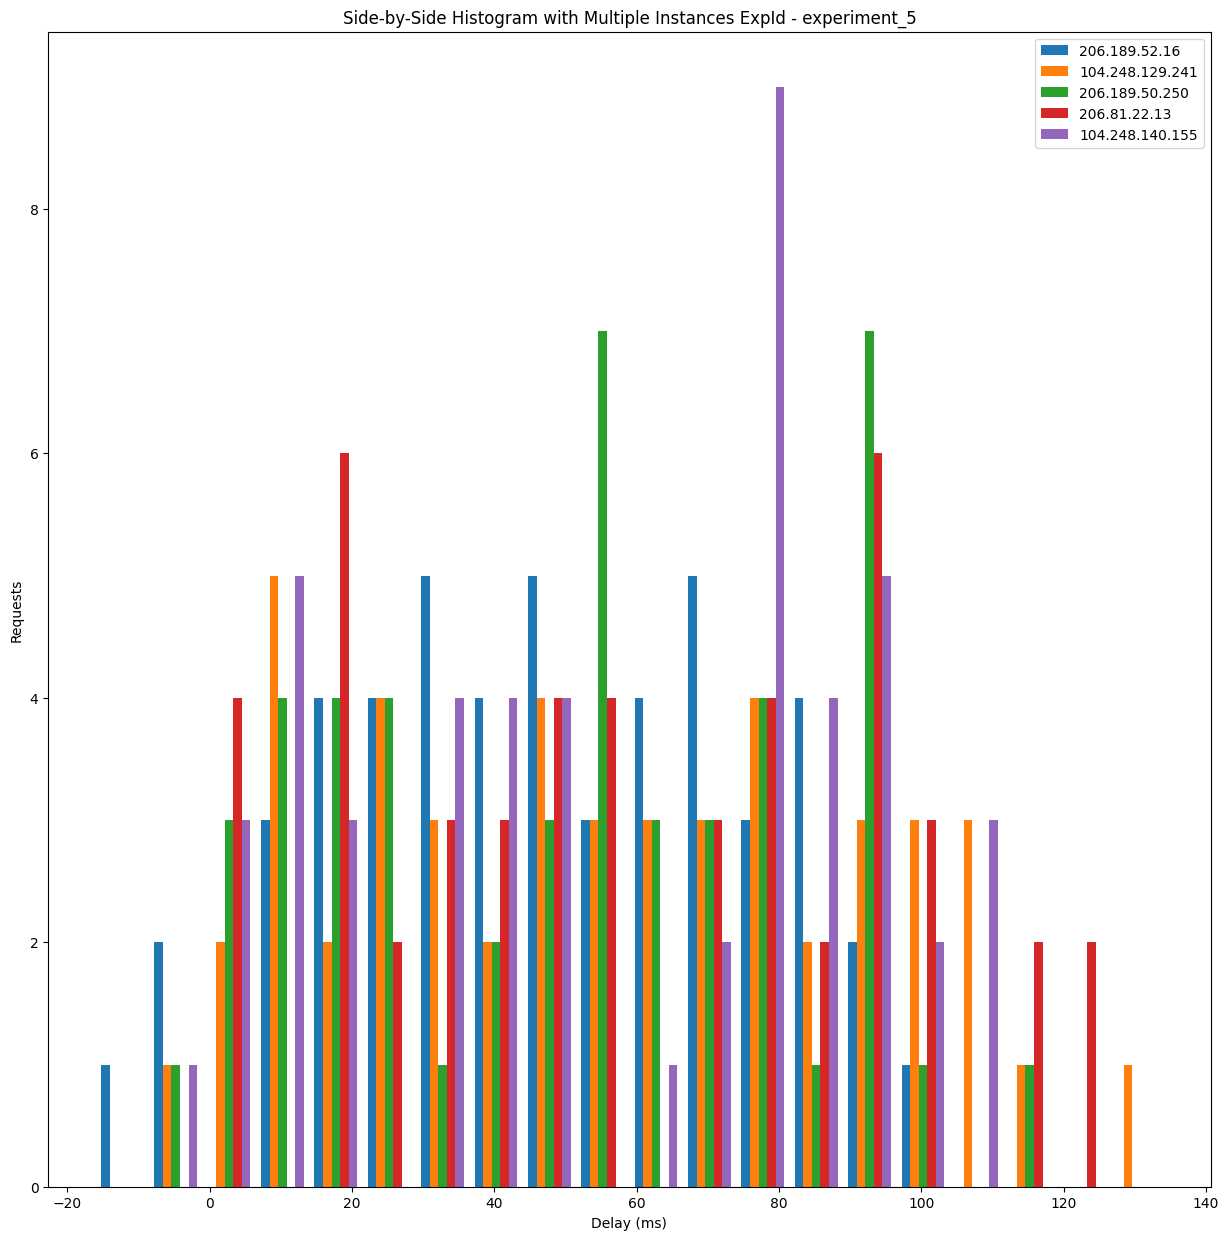 Side-by-Side Histogram with Multiple Instances ExpId - experiment_5
206.189.52.16
104.248.129.241
206.189.50.250
206.81.22.13
104.248.140.155
8
6
4
2
0
Requests
−20 0 20 40 60 80 100 120 140
Delay (ms)